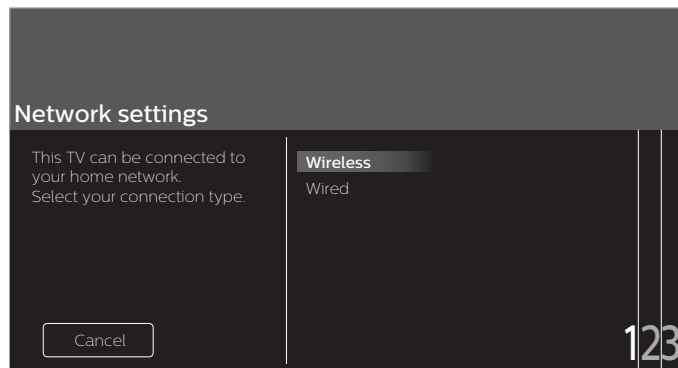 Network settings
This TV can be connected to
your home network.
Select your connection type.
Wireless
Wired
Cancel
123